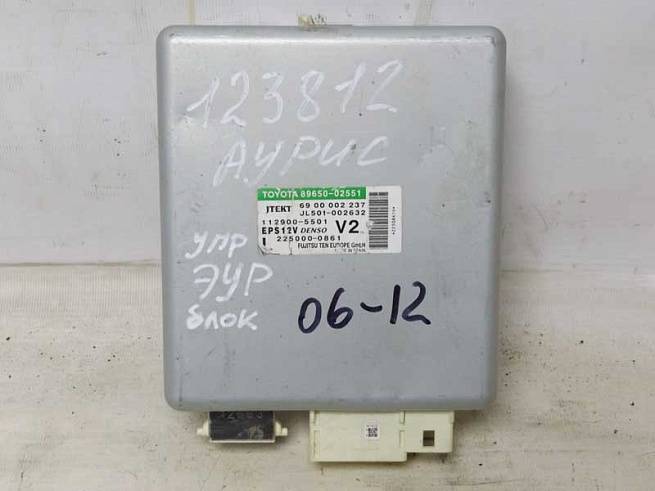 123812
АУРИС
TOYOTA 89650-02551
JTEKT 69 00 002 237
JL501-002632
112900-5501
EPS12V DENSO V2
225000-0861
FUJITSU TEN EUROPE GmbH
упр
ЭУР
блок
06-12